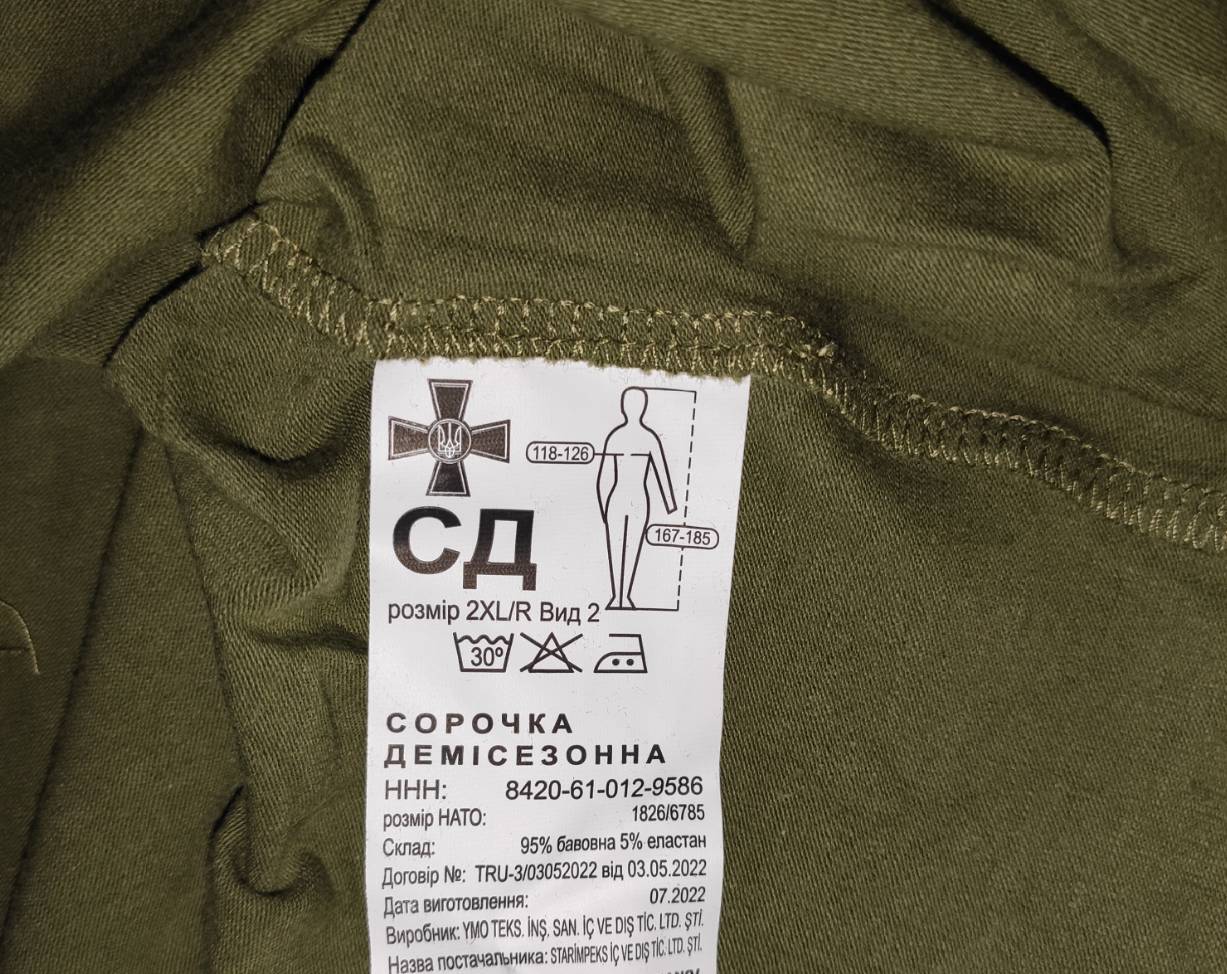 118-126
167-185
СД
розмір 2XL/R Вид 2
30º
СОРОЧКА
ДЕМІСЕЗОННА
ННН: 8420-61-012-9586
розмір НАТО: 1826/6785
Склад: 95% бавовна 5% еластан
Договір №: TRU-3/03052022 від 03.05.2022
Дата виготовлення: 07.2022
Виробник: YMO TEKS. İNŞ. SAN. İÇ VE DIŞ TİC. LTD. ŞTİ.
Назва постачальника: STARİMPEKS İÇ VE DIŞ TİC. LTD. ŞTİ.